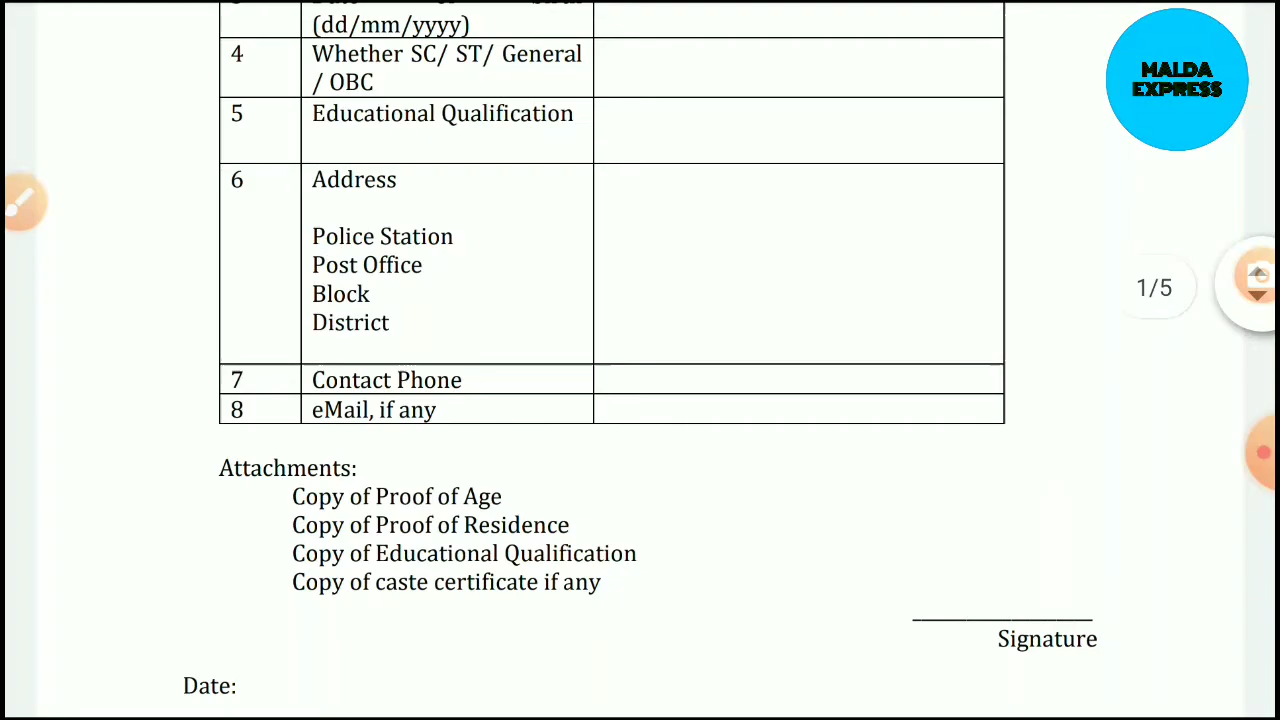 (dd/mm/yyyy)
4 Whether SC/ ST/ General
/ OBC
5 Educational Qualification
6 Address
Police Station
Post Office
Block
District
7 Contact Phone
8 eMail, if any
Attachments:
Copy of Proof of Age
Copy of Proof of Residence
Copy of Educational Qualification
Copy of caste certificate if any
Signature
Date:
MALDA
EXPRESS
1/5